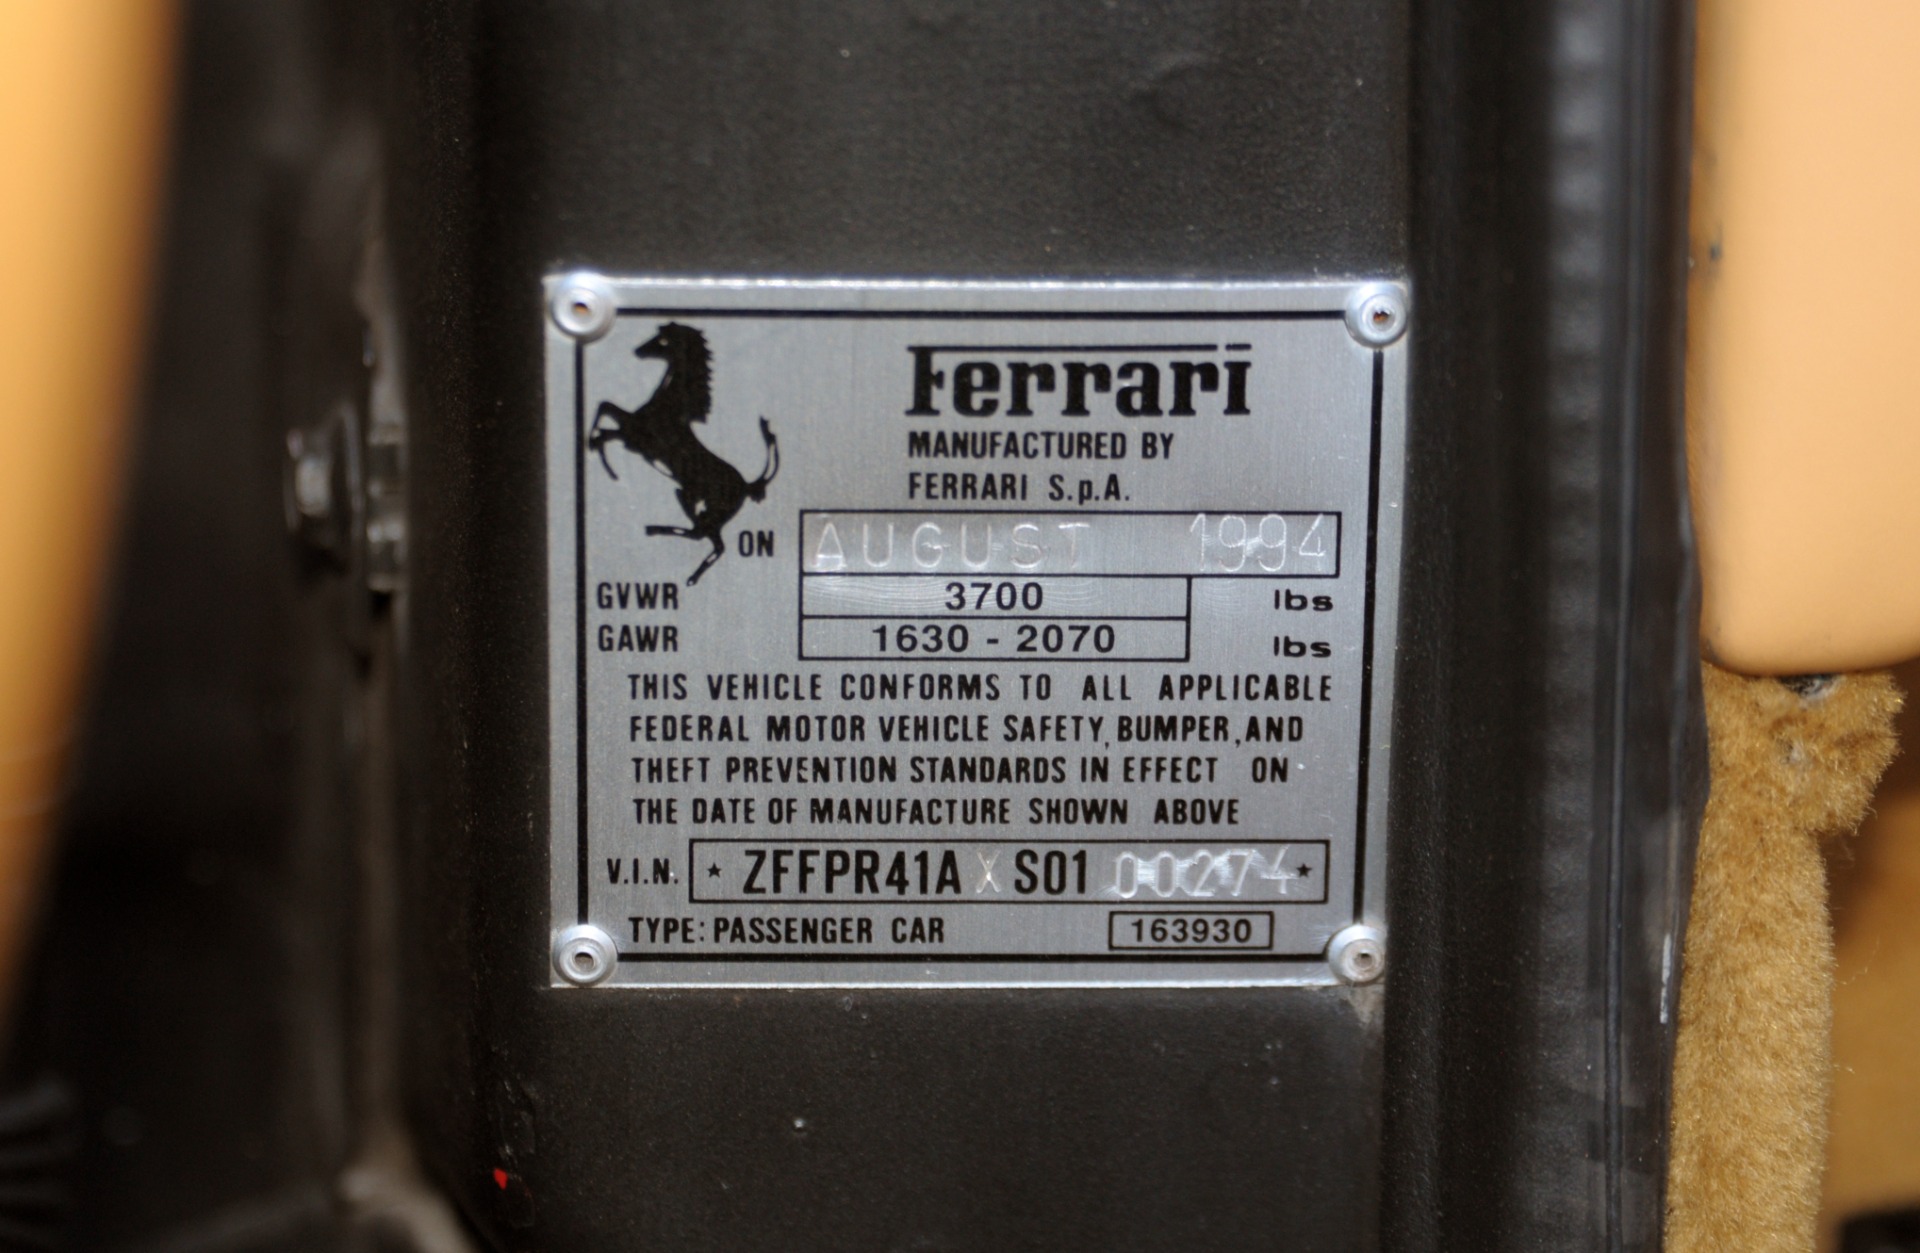 Ferrari
MANUFACTURED BY
FERRARI S.p.A.
ON AUGUST 1994
GVWR 3700 lbs
GAWR 1630 - 2070 lbs
THIS VEHICLE CONFORMS TO ALL APPLICABLE
FEDERAL MOTOR VEHICLE SAFETY, BUMPER, AND
THEFT PREVENTION STANDARDS IN EFFECT ON
THE DATE OF MANUFACTURE SHOWN ABOVE
V.I.N. * ZFFPR41A X S01 00274 *
TYPE: PASSENGER CAR 163930